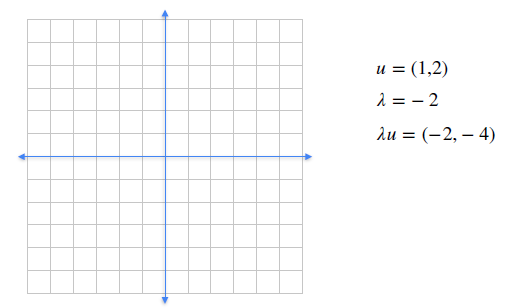 u = (1,2)
λ = − 2
λu = (−2, − 4)